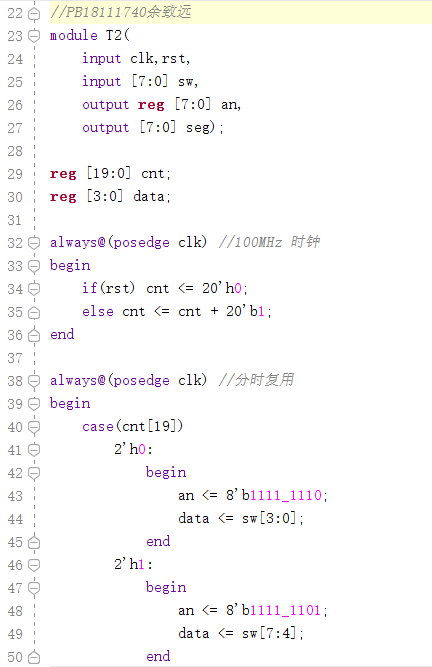 22 //PB18111740余致远
23 module T2(
24     input clk,rst,
25     input [7:0] sw,
26     output reg [7:0] an,
27     output [7:0] seg);
28
29 reg [19:0] cnt;
30 reg [3:0] data;
31
32 always@(posedge clk) //100MHz 时钟
33 begin
34     if(rst) cnt <= 20'h0;
35     else cnt <= cnt + 20'b1;
36 end
37
38 always@(posedge clk) //分时复用
39 begin
40     case(cnt[19])
41         2'h0:
42             begin
43                 an <= 8'b1111_1110;
44                 data <= sw[3:0];
45             end
46         2'h1:
47             begin
48                 an <= 8'b1111_1101;
49                 data <= sw[7:4];
50             end